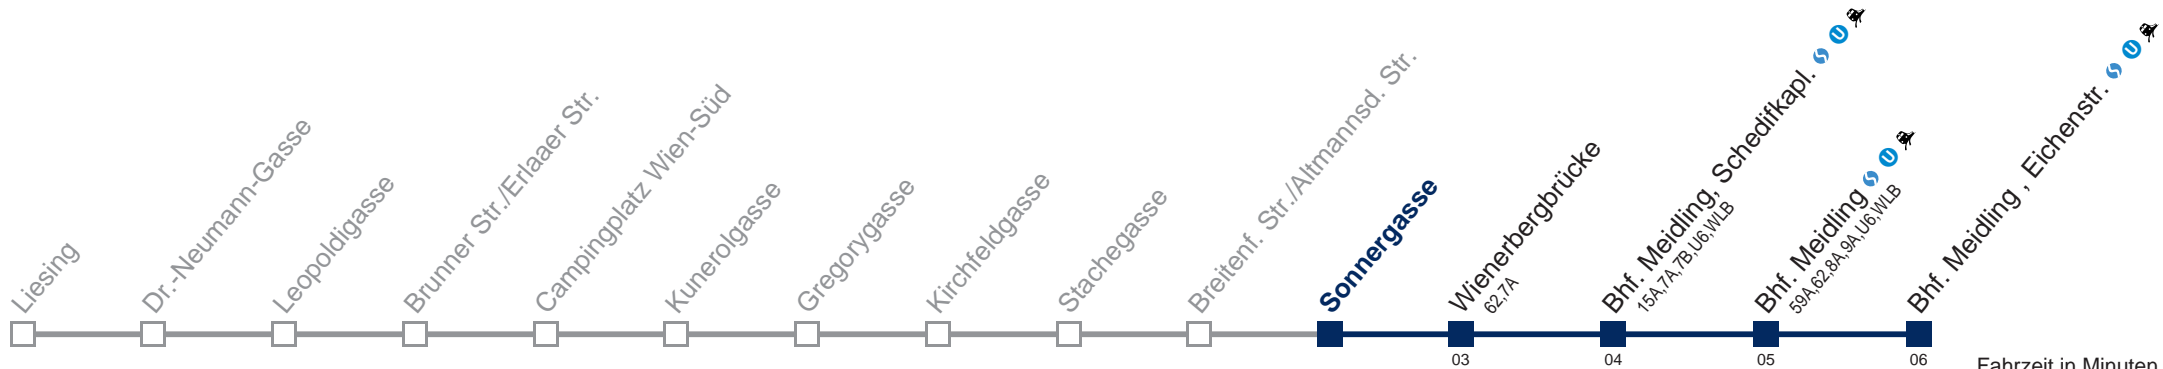 Liesing
Dr.-Neumann-Gasse
Leopoldigasse
Brunner Str./Erlaaer Str.
Campingplatz Wien-Süd
Kunerolgasse
Gregorygasse
Kirchfeldgasse
Stachegasse
Breitenf. Str./Altmannsd. Str.
Sonnergasse
Wienerbergbrücke
62,7A
Bhf. Meidling, Schedifkapl. S U
15A,7A,7B,U6,WLB
Bhf. Meidling S U
59A,62,8A,9A,U6,WLB
Bhf. Meidling , Eichenstr. S U
03
04
05
06
Fahrzeit in Minuten